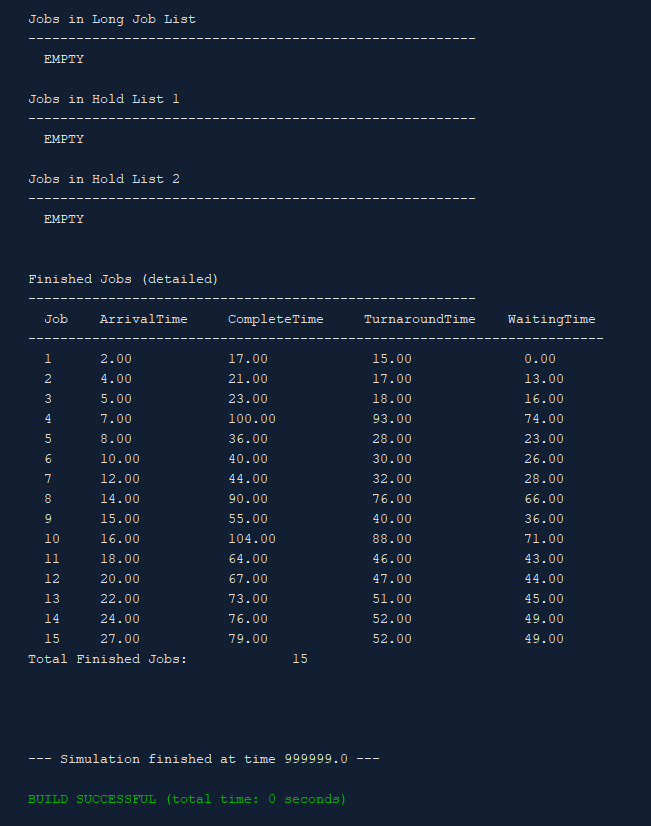 Jobs in Long Job List
--------------------------------------------------------
  EMPTY
Jobs in Hold List 1
--------------------------------------------------------
  EMPTY
Jobs in Hold List 2
--------------------------------------------------------
  EMPTY
Finished Jobs (detailed)
--------------------------------------------------------
  Job    ArrivalTime     CompleteTime     TurnaroundTime    WaitingTime
------------------------------------------------------------------------
  1      2.00            17.00             15.00              0.00
  2      4.00            21.00             17.00              13.00
  3      5.00            23.00             18.00              16.00
  4      7.00            100.00            93.00              74.00
  5      8.00            36.00             28.00              23.00
  6      10.00           40.00             30.00              26.00
  7      12.00           44.00             32.00              28.00
  8      14.00           90.00             76.00              66.00
  9      15.00           55.00             40.00              36.00
  10     16.00           104.00            88.00              71.00
  11     18.00           64.00             46.00              43.00
  12     20.00           67.00             47.00              44.00
  13     22.00           73.00             51.00              45.00
  14     24.00           76.00             52.00              49.00
  15     27.00           79.00             52.00              49.00
Total Finished Jobs:             15
--- Simulation finished at time 999999.0 ---
BUILD SUCCESSFUL (total time: 0 seconds)